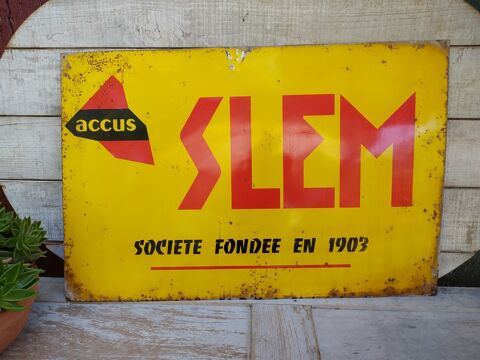 accus
SLEM
SOCIETE FONDEE EN 1903